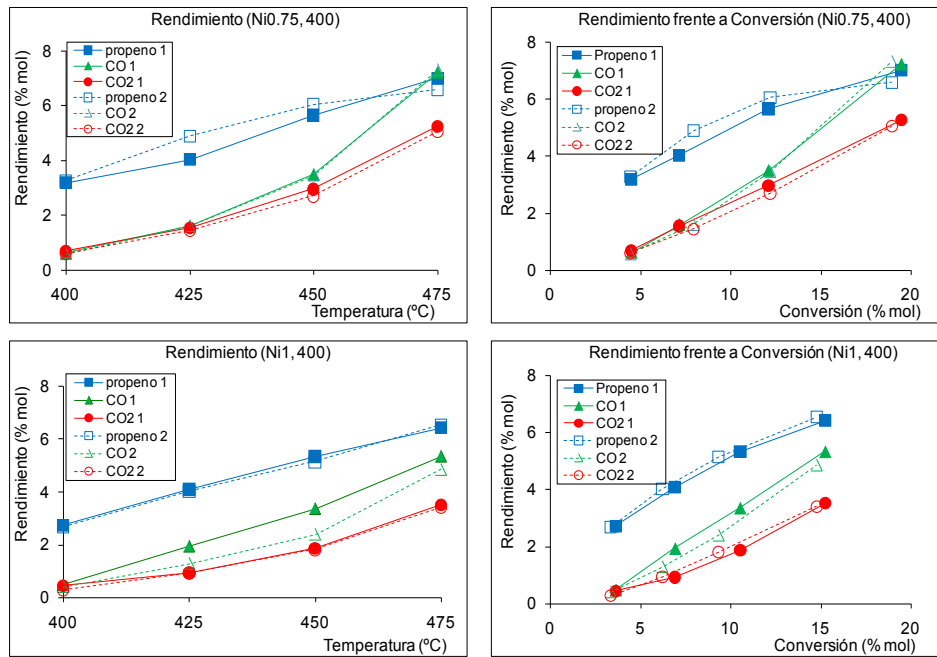 Rendimiento (Ni0.75, 400)
Rendimiento (% mol)
8
6
4
2
0
propeno 1
CO 1
CO2 1
propeno 2
CO 2
CO2 2
400
425
450
475
Temperatura (ºC)
Rendimiento frente a Conversión (Ni0.75, 400)
Rendimiento (% mol)
8
6
4
2
0
Propeno 1
CO 1
CO2 1
propeno 2
CO 2
CO2 2
0
5
10
15
20
Conversión (% mol)
Rendimiento (Ni1, 400)
Rendimiento (% mol)
8
6
4
2
0
propeno 1
CO 1
CO2 1
propeno 2
CO 2
CO2 2
400
425
450
475
Temperatura (ºC)
Rendimiento frente a Conversión (Ni1, 400)
Rendimiento (% mol)
8
6
4
2
0
Propeno 1
CO 1
CO2 1
propeno 2
CO 2
CO2 2
0
5
10
15
20
Conversión (% mol)